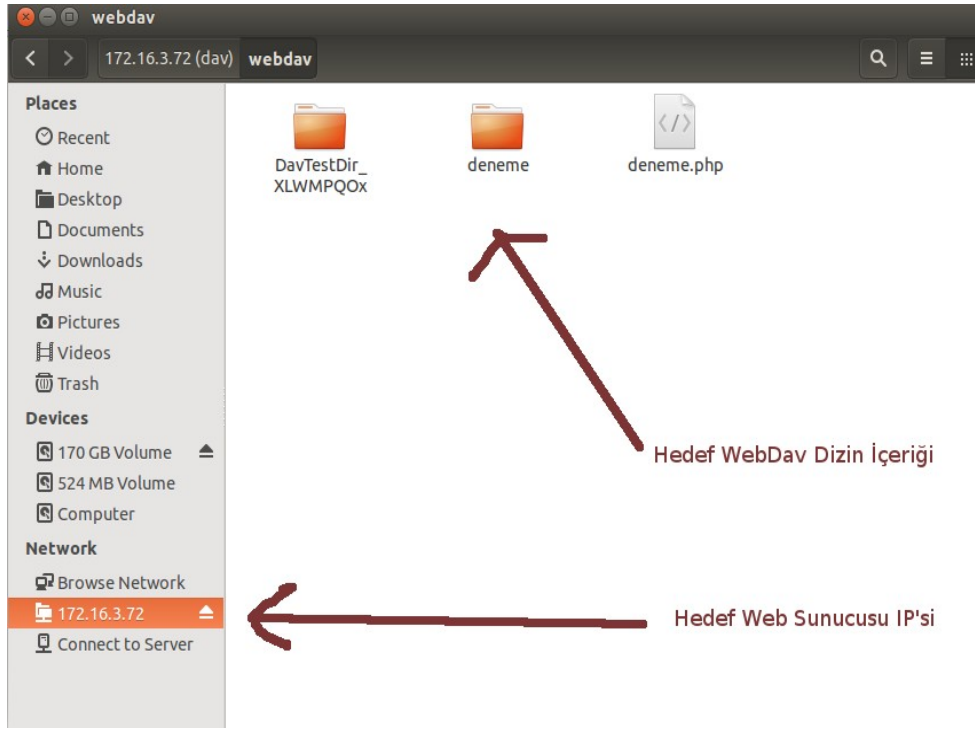 webdav
172.16.3.72 (dav) webdav
Places
Recent
Home
Desktop
Documents
Downloads
Music
Pictures
Videos
Trash
Devices
170 GB Volume
524 MB Volume
Computer
Network
Browse Network
172.16.3.72
Connect to Server
DavTestDir_
XLWMPQOx
deneme
deneme.php
Hedef WebDav Dizin İçeriği
Hedef Web Sunucusu IP'si